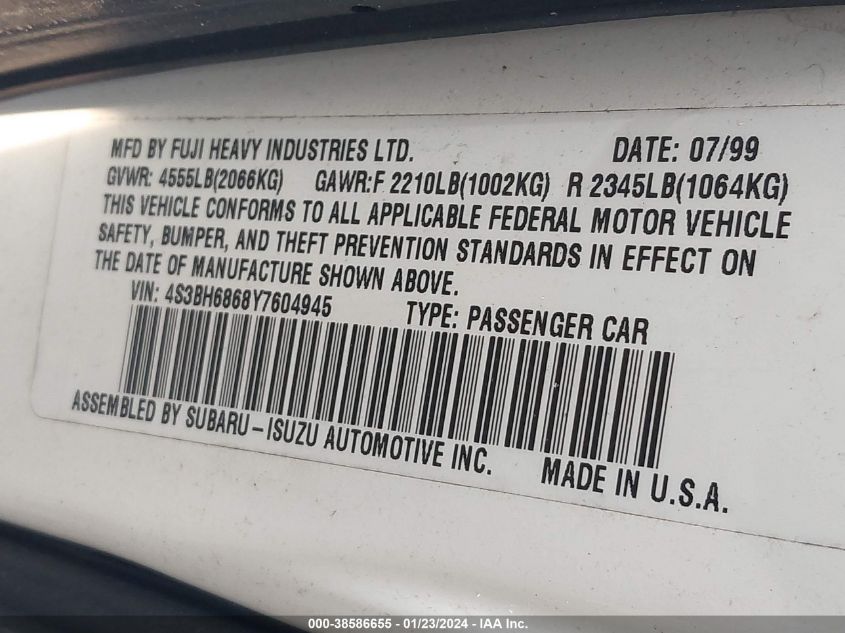 MFD BY FUJI HEAVY INDUSTRIES LTD. DATE: 07/99
GVWR: 4555LB(2066KG) GAWR:F 2210LB(1002KG) R 2345LB(1064KG)
THIS VEHICLE CONFORMS TO ALL APPLICABLE FEDERAL MOTOR VEHICLE
SAFETY, BUMPER, AND THEFT PREVENTION STANDARDS IN EFFECT ON
THE DATE OF MANUFACTURE SHOWN ABOVE.
VIN: 4S3BH6868Y7604945 TYPE: PASSENGER CAR
ASSEMBLED BY SUBARU-ISUZU AUTOMOTIVE INC. MADE IN U.S.A.
000-38586655 - 01/23/2024 - IAA Inc.